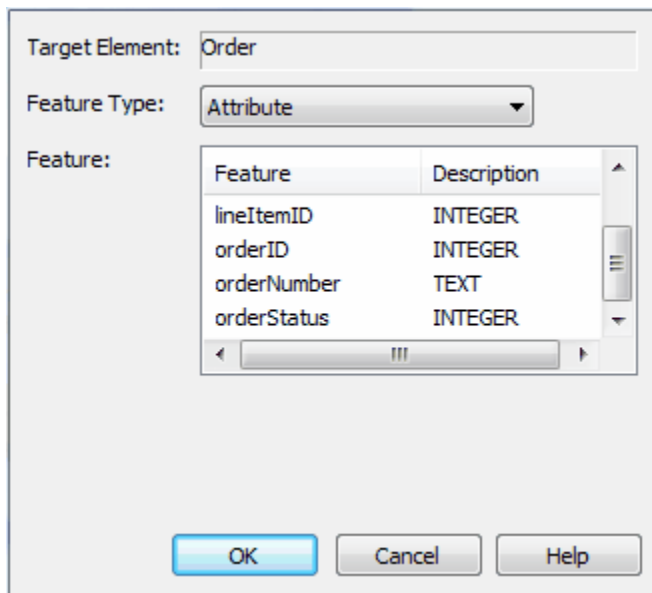 Target Element: Order
Feature Type: Attribute
Feature:
Feature Description
lineItemID INTEGER
orderID INTEGER
orderNumber TEXT
orderStatus INTEGER
OK Cancel Help